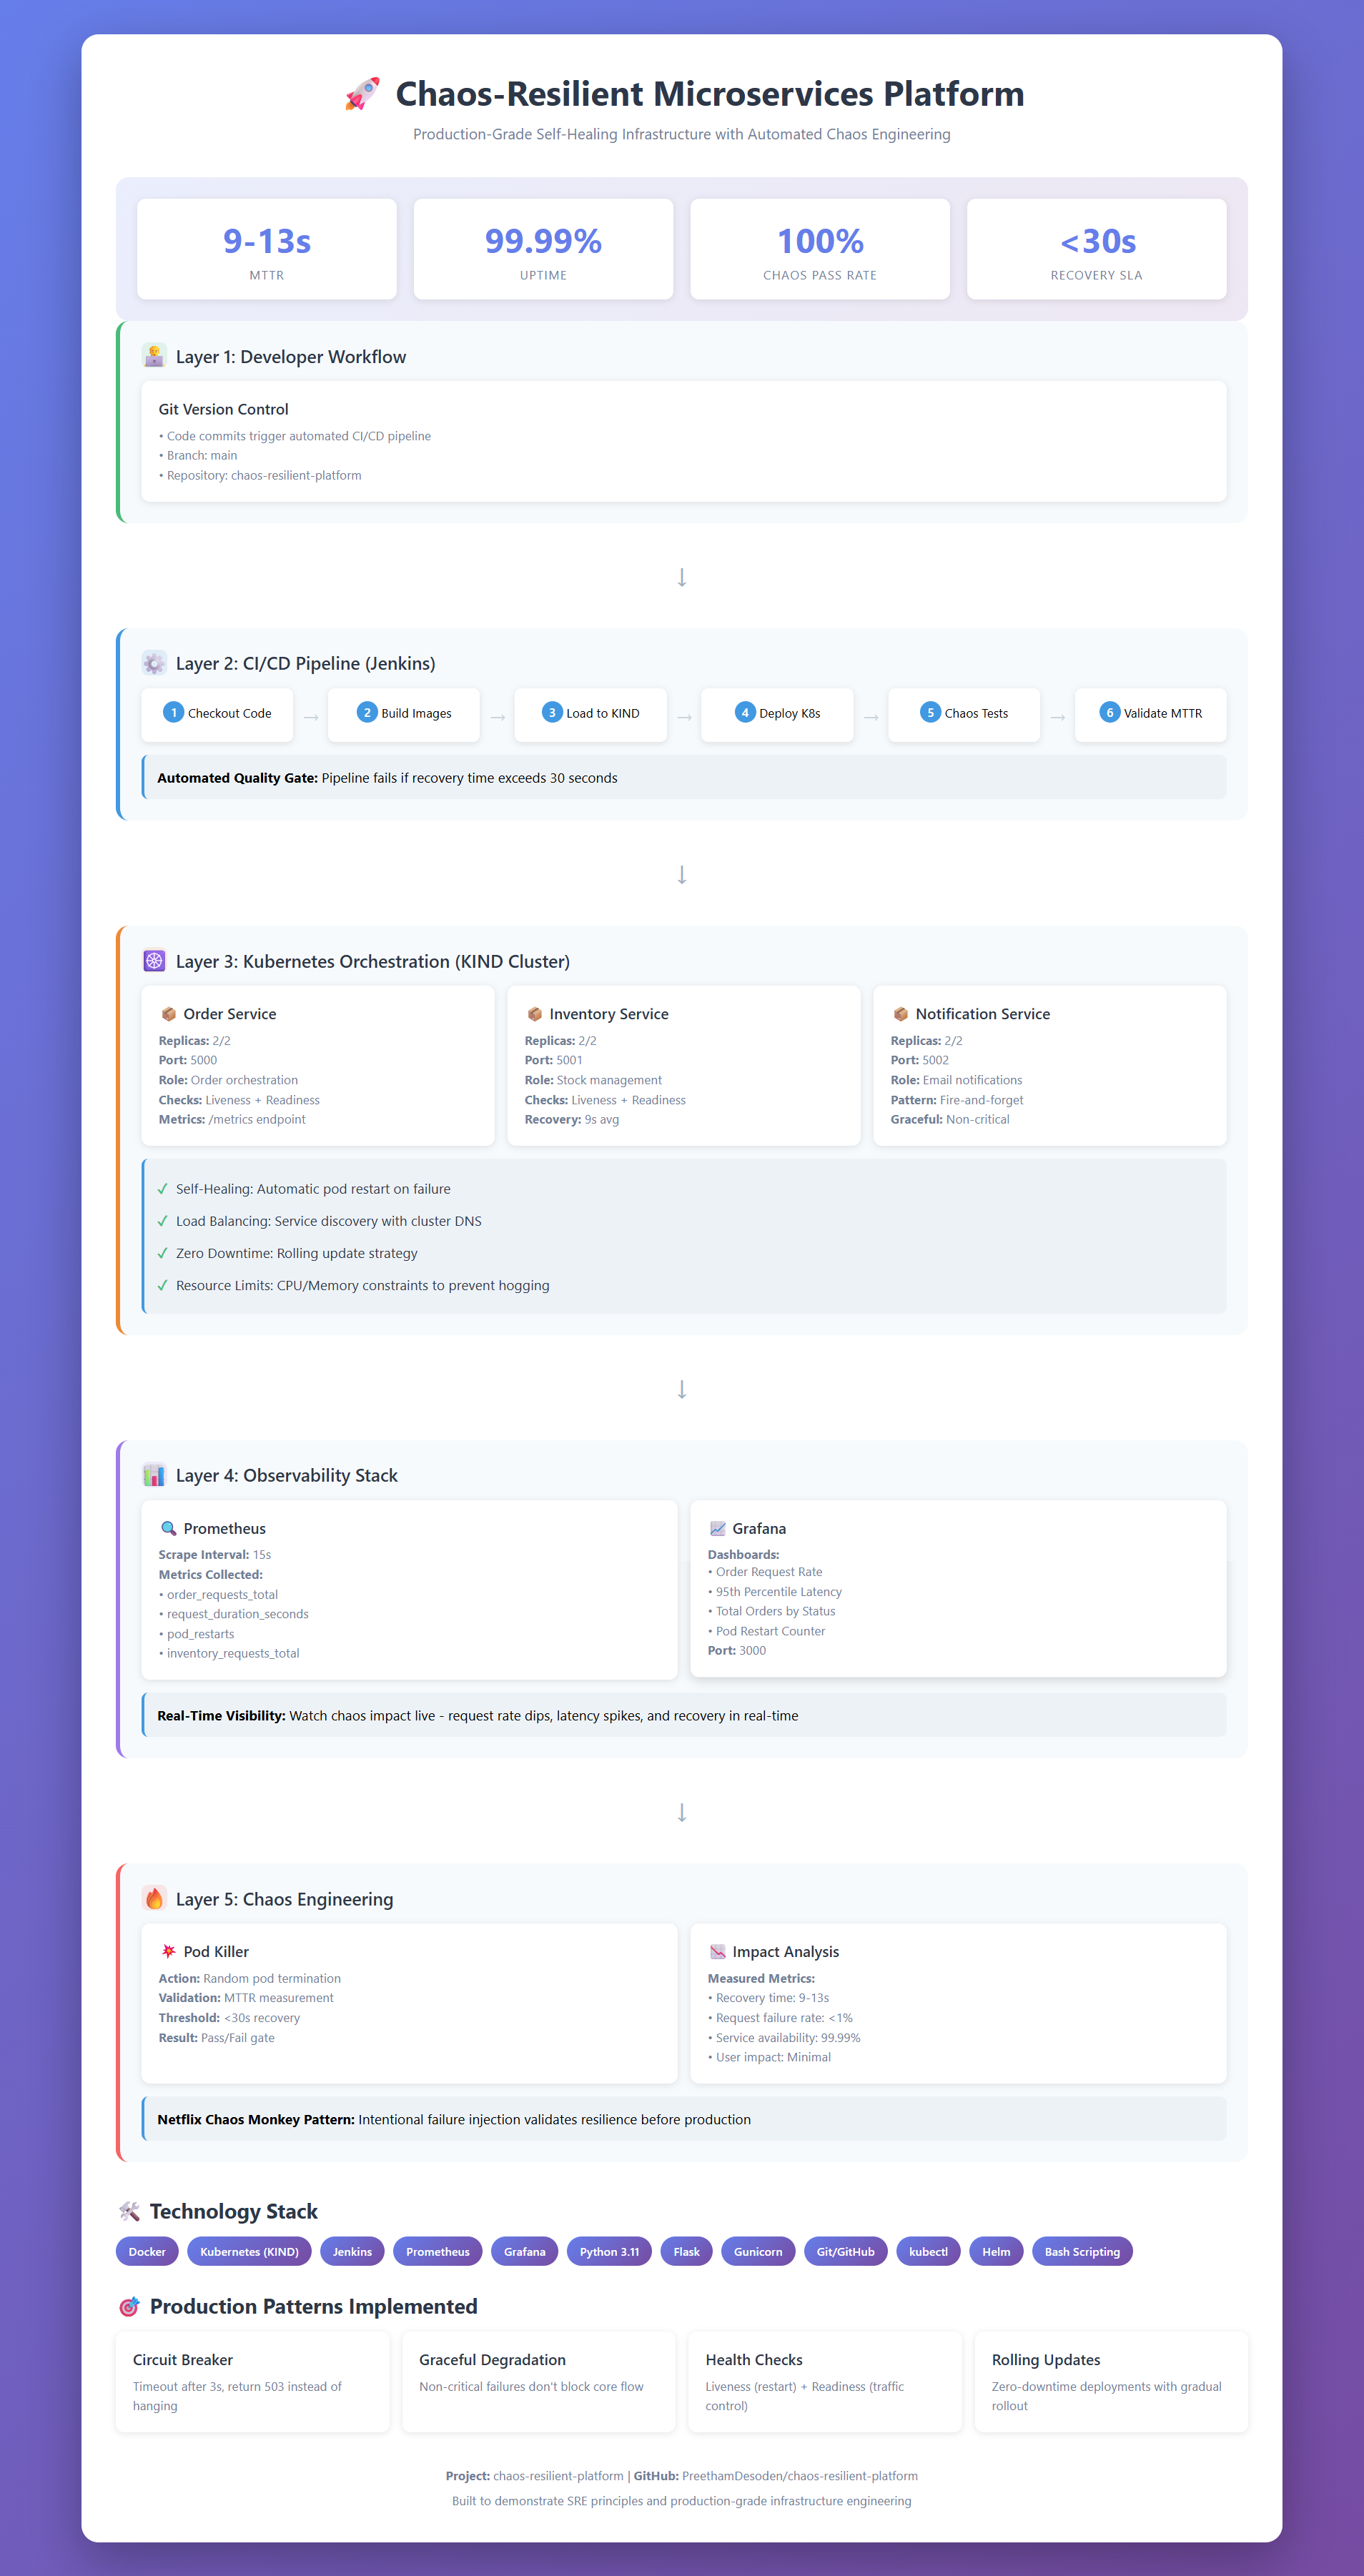 🚀 Chaos-Resilient Microservices Platform
Production-Grade Self-Healing Infrastructure with Automated Chaos Engineering
9-13s
MTTR
99.99%
UPTIME
100%
CHAOS PASS RATE
<30s
RECOVERY SLA
Layer 1: Developer Workflow
Git Version Control
• Code commits trigger automated CI/CD pipeline
• Branch: main
• Repository: chaos-resilient-platform
↓
Layer 2: CI/CD Pipeline (Jenkins)
1 Checkout Code
→
2 Build Images
→
3 Load to KIND
→
4 Deploy K8s
→
5 Chaos Tests
→
6 Validate MTTR
Automated Quality Gate: Pipeline fails if recovery time exceeds 30 seconds
↓
Layer 3: Kubernetes Orchestration (KIND Cluster)
📦 Order Service
Replicas: 2/2
Port: 5000
Role: Order orchestration
Checks: Liveness + Readiness
Metrics: /metrics endpoint
📦 Inventory Service
Replicas: 2/2
Port: 5001
Role: Stock management
Checks: Liveness + Readiness
Recovery: 9s avg
📦 Notification Service
Replicas: 2/2
Port: 5002
Role: Email notifications
Pattern: Fire-and-forget
Graceful: Non-critical
✓ Self-Healing: Automatic pod restart on failure
✓ Load Balancing: Service discovery with cluster DNS
✓ Zero Downtime: Rolling update strategy
✓ Resource Limits: CPU/Memory constraints to prevent hogging
↓
Layer 4: Observability Stack
🔍 Prometheus
Scrape Interval: 15s
Metrics Collected:
• order_requests_total
• request_duration_seconds
• pod_restarts
• inventory_requests_total
📈 Grafana
Dashboards:
• Order Request Rate
• 95th Percentile Latency
• Total Orders by Status
• Pod Restart Counter
Port: 3000
Real-Time Visibility: Watch chaos impact live - request rate dips, latency spikes, and recovery in real-time
↓
Layer 5: Chaos Engineering
💥 Pod Killer
Action: Random pod termination
Validation: MTTR measurement
Threshold: <30s recovery
Result: Pass/Fail gate
📉 Impact Analysis
Measured Metrics:
• Recovery time: 9-13s
• Request failure rate: <1%
• Service availability: 99.99%
• User impact: Minimal
Netflix Chaos Monkey Pattern: Intentional failure injection validates resilience before production
🛠️ Technology Stack
Docker
Kubernetes (KIND)
Jenkins
Prometheus
Grafana
Python 3.11
Flask
Gunicorn
Git/GitHub
kubectl
Helm
Bash Scripting
🎯 Production Patterns Implemented
Circuit Breaker
Timeout after 3s, return 503 instead of
hanging
Graceful Degradation
Non-critical failures don't block core flow
Health Checks
Liveness (restart) + Readiness (traffic
control)
Rolling Updates
Zero-downtime deployments with gradual
rollout
Project: chaos-resilient-platform | GitHub: PreethamDesoden/chaos-resilient-platform
Built to demonstrate SRE principles and production-grade infrastructure engineering